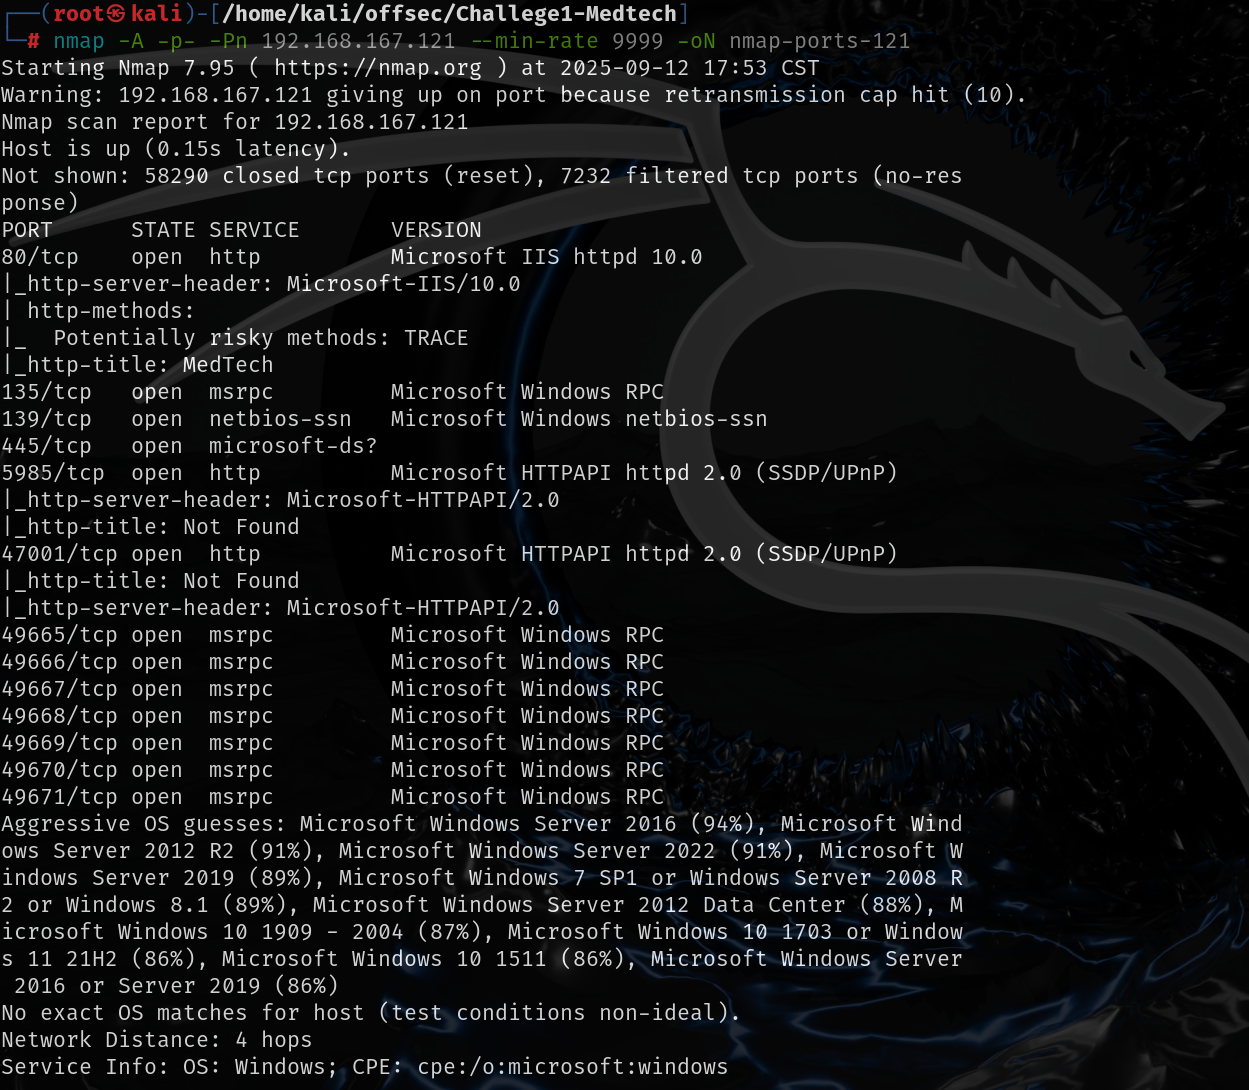 ┌──(root㉿kali)-[/home/kali/offsec/Challege1-Medtech]
└─# nmap -A -p- -Pn 192.168.167.121 --min-rate 9999 -oN nmap-ports-121
Starting Nmap 7.95 ( https://nmap.org ) at 2025-09-12 17:53 CST
Warning: 192.168.167.121 giving up on port because retransmission cap hit (10).
Nmap scan report for 192.168.167.121
Host is up (0.15s latency).
Not shown: 58290 closed tcp ports (reset), 7232 filtered tcp ports (no-res
ponse)
PORT      STATE SERVICE       VERSION
80/tcp    open  http          Microsoft IIS httpd 10.0
|_http-server-header: Microsoft-IIS/10.0
| http-methods:
|_  Potentially risky methods: TRACE
|_http-title: MedTech
135/tcp   open  msrpc         Microsoft Windows RPC
139/tcp   open  netbios-ssn   Microsoft Windows netbios-ssn
445/tcp   open  microsoft-ds?
5985/tcp  open  http          Microsoft HTTPAPI httpd 2.0 (SSDP/UPnP)
|_http-server-header: Microsoft-HTTPAPI/2.0
|_http-title: Not Found
47001/tcp open  http          Microsoft HTTPAPI httpd 2.0 (SSDP/UPnP)
|_http-title: Not Found
|_http-server-header: Microsoft-HTTPAPI/2.0
49665/tcp open  msrpc         Microsoft Windows RPC
49666/tcp open  msrpc         Microsoft Windows RPC
49667/tcp open  msrpc         Microsoft Windows RPC
49668/tcp open  msrpc         Microsoft Windows RPC
49669/tcp open  msrpc         Microsoft Windows RPC
49670/tcp open  msrpc         Microsoft Windows RPC
49671/tcp open  msrpc         Microsoft Windows RPC
Aggressive OS guesses: Microsoft Windows Server 2016 (94%), Microsoft Wind
ows Server 2012 R2 (91%), Microsoft Windows Server 2022 (91%), Microsoft W
indows Server 2019 (89%), Microsoft Windows 7 SP1 or Windows Server 2008 R
2 or Windows 8.1 (89%), Microsoft Windows Server 2012 Data Center (88%), M
icrosoft Windows 10 1909 - 2004 (87%), Microsoft Windows 10 1703 or Window
s 11 21H2 (86%), Microsoft Windows 10 1511 (86%), Microsoft Windows Server
 2016 or Server 2019 (86%)
No exact OS matches for host (test conditions non-ideal).
Network Distance: 4 hops
Service Info: OS: Windows; CPE: cpe:/o:microsoft:windows